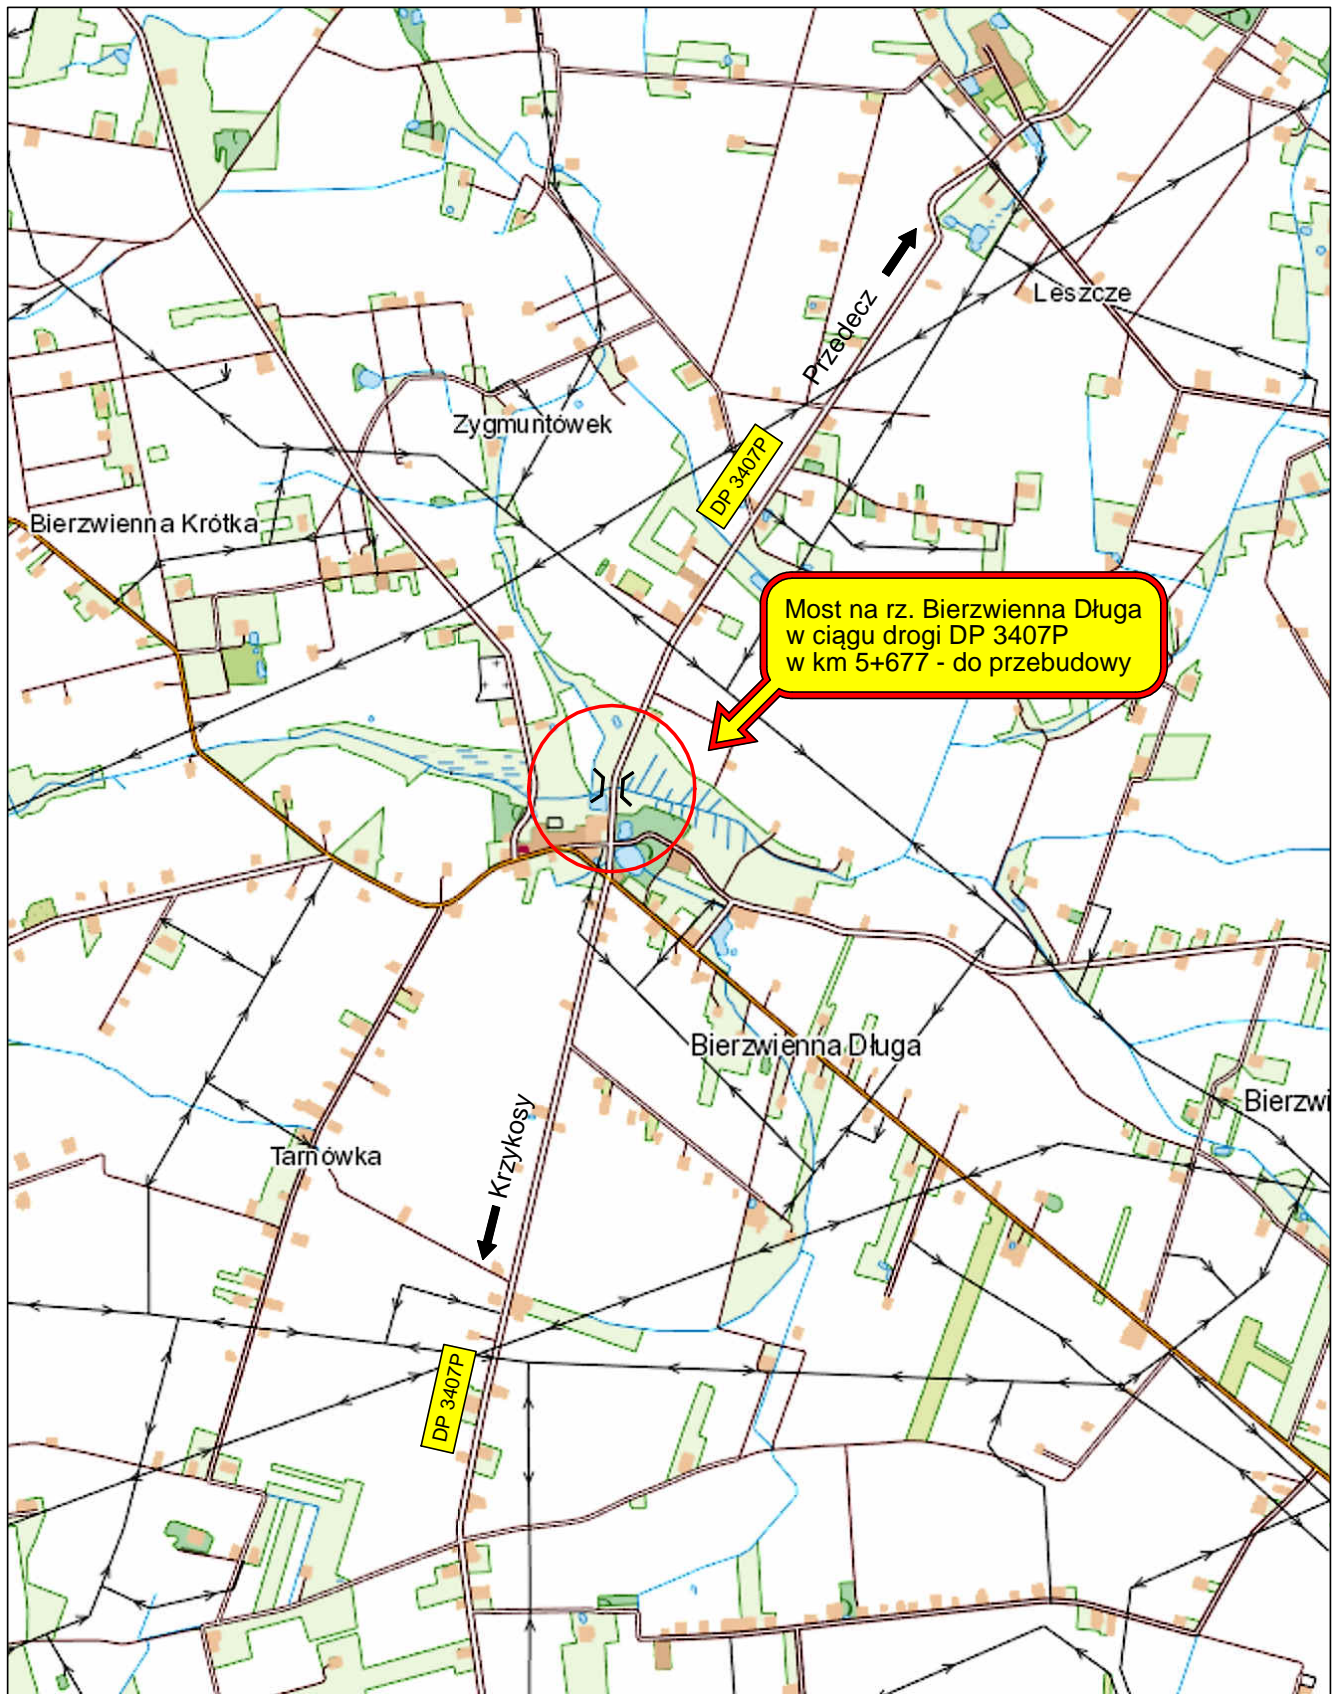 Leszcze
Przedecz
Zygmuntówek
DP 3407P
Bierzwienna Krótka
Most na rz. Bierzwienna Długa
w ciągu drogi DP 3407P
w km 5+677 - do przebudowy
Bierzwienna Długa
Bierzwi
Krzykosy
Tarnówka
DP 3407P